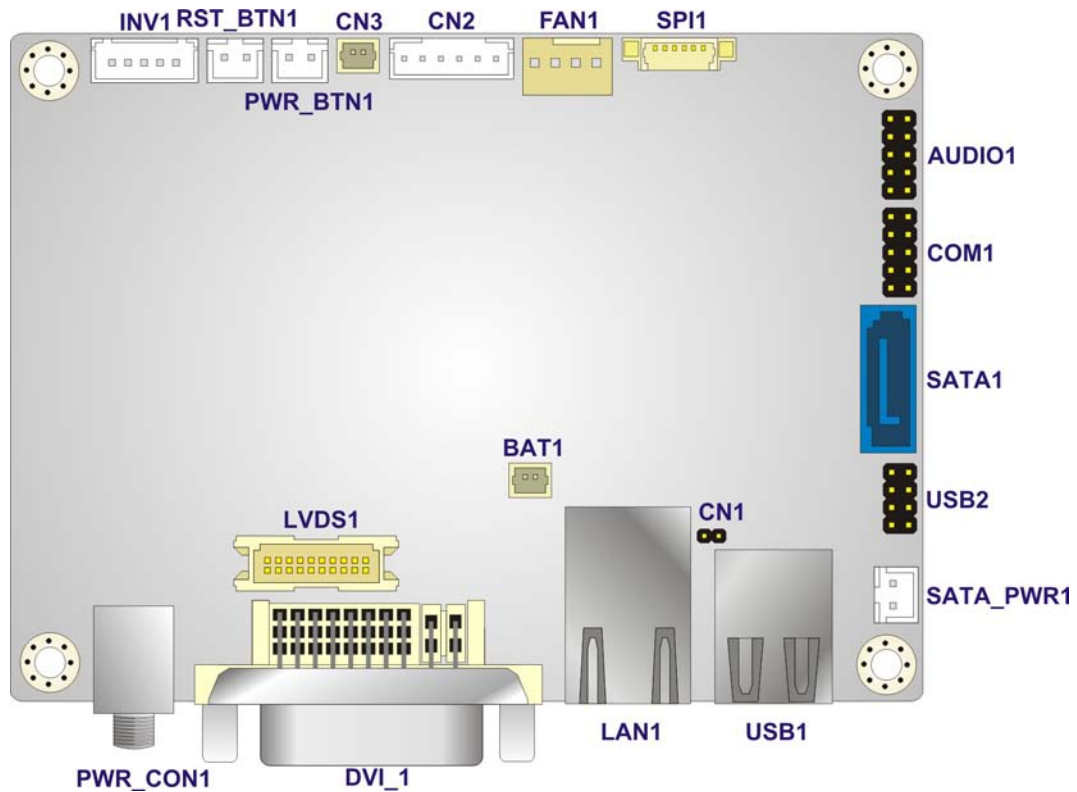 INV1 RST_BTN1 CN3 CN2 FAN1 SPI1
PWR_BTN1
AUDIO1
COM1
SATA1
BAT1
USB2
CN1
LVDS1
SATA_PWR1
LAN1 USB1
PWR_CON1 DVI_1